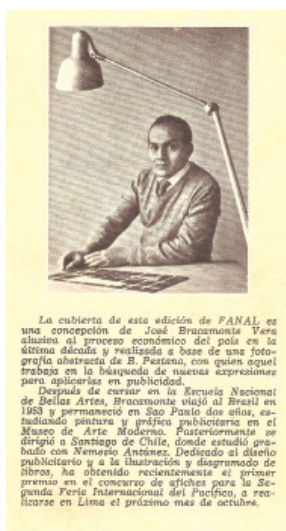 La cubierta de esta edición de FANAL es
una concepción de José Bracamonte Vera
alusiva al proceso económico del país en la
última década y realizada a base de una foto-
grafía abstracta de B. Pestana, con quien aquel
trabaja en la búsqueda de nuevas expresiones
para aplicarlas en publicidad.
Después de cursar en la Escuela Nacional
de Bellas Artes, Bracamonte viajó al Brasil en
1953 y permaneció en Sao Paulo dos años, es-
tudiando pintura y gráfica publicitaria en el
Museo de Arte Moderno. Posteriormente se
dirigió a Santiago de Chile, donde estudió gra-
bado con Nemesio Antúnez. Dedicado al diseño
publicitario y a la ilustración y diagramado de
libros, ha obtenido recientemente el primer
premio en el concurso de afiches para la Se-
gunda Feria Internacional del Pacífico, a rea-
lizarse en Lima el próximo mes de octubre.